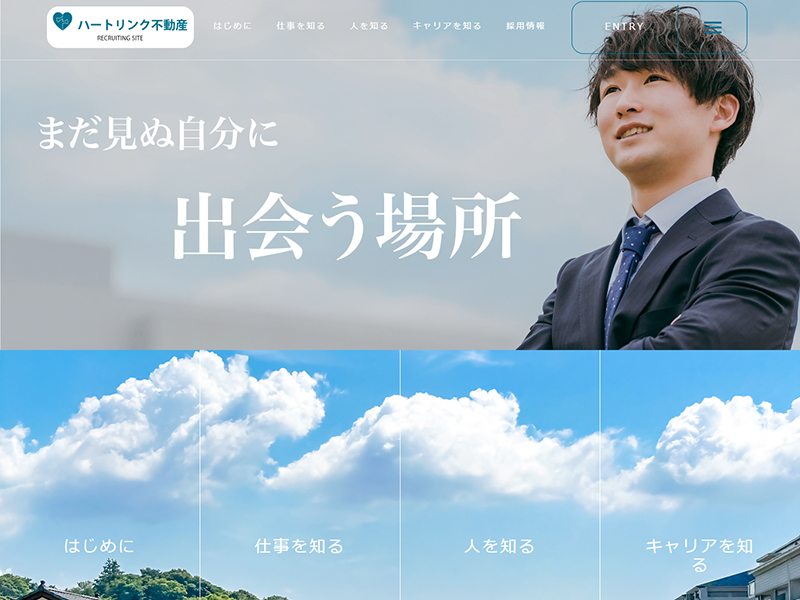 ハートリンク不動産
RECRUITING SITE
はじめに
仕事を知る
人を知る
キャリアを知る
採用情報
ENTRY
まだ見ぬ自分に
出会う場所
はじめに
仕事を知る
人を知る
キャリアを知
る